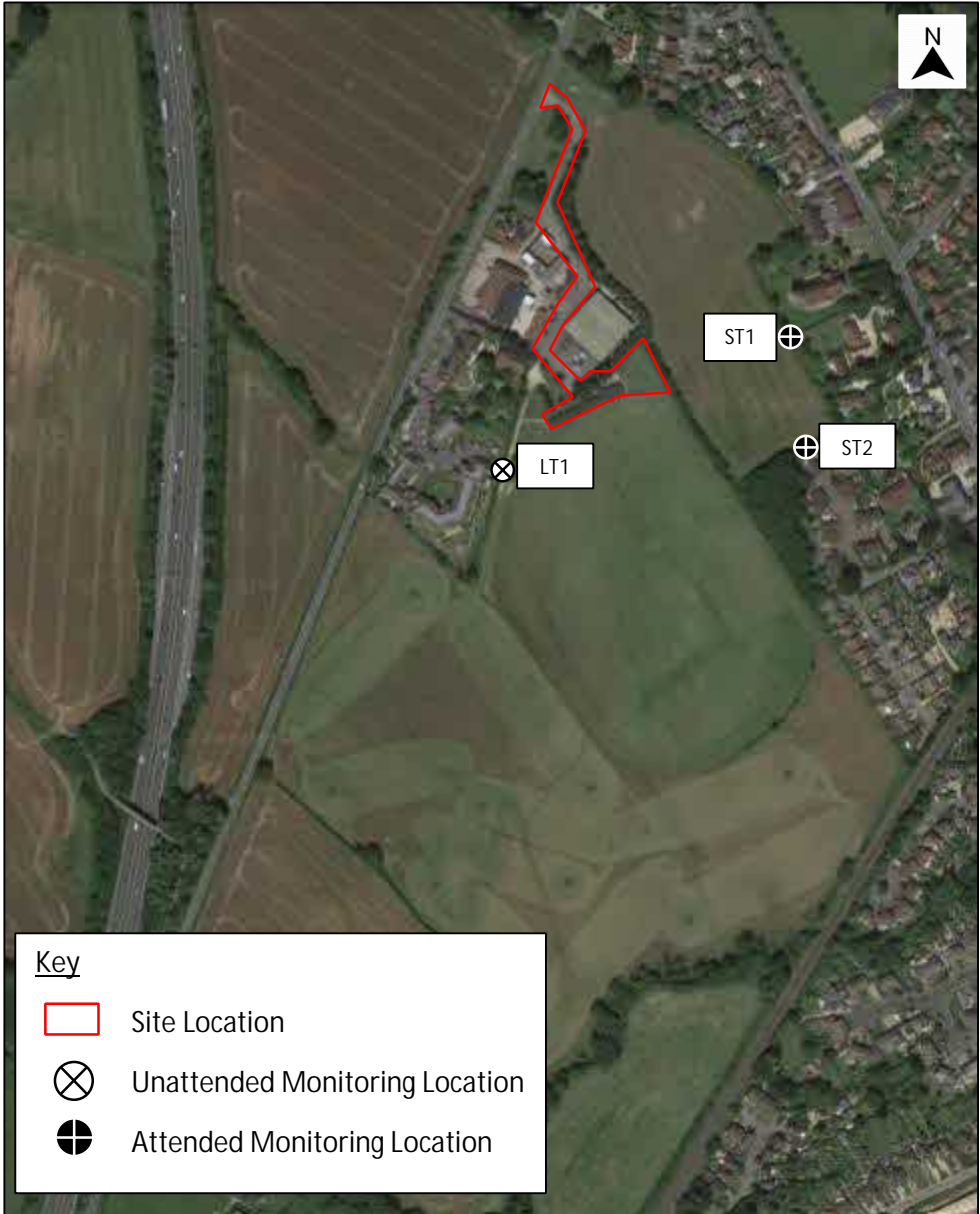 N
ST1
ST2
LT1
Key
Site Location
Unattended Monitoring Location
Attended Monitoring Location